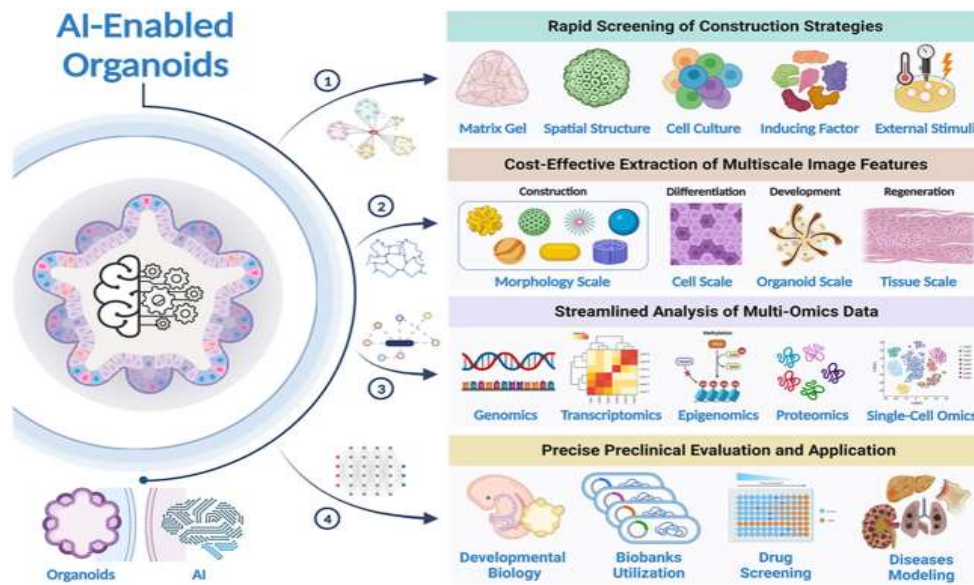 AI-Enabled
Organoids
1
2
3
4
Organoids
AI
Rapid Screening of Construction Strategies
Matrix Gel
Spatial Structure
Cell Culture
Inducing Factor
External Stimuli
Cost-Effective Extraction of Multiscale Image Features
Construction
Diifferentiation
Development
Regeneration
Morphology Scale
Cell Scale
Organoid Scale
Tissue Scale
Streamlined Analysis of Multi-Omics Data
Methylation
Genomics
Transcriptomics
Epigenomics
Proteomics
Single-Cell Omics
Precise Preclinical Evaluation and Application
Developmental
Biology
Biobanks
Utilization
Drug
Screening
Diseases
Modeling